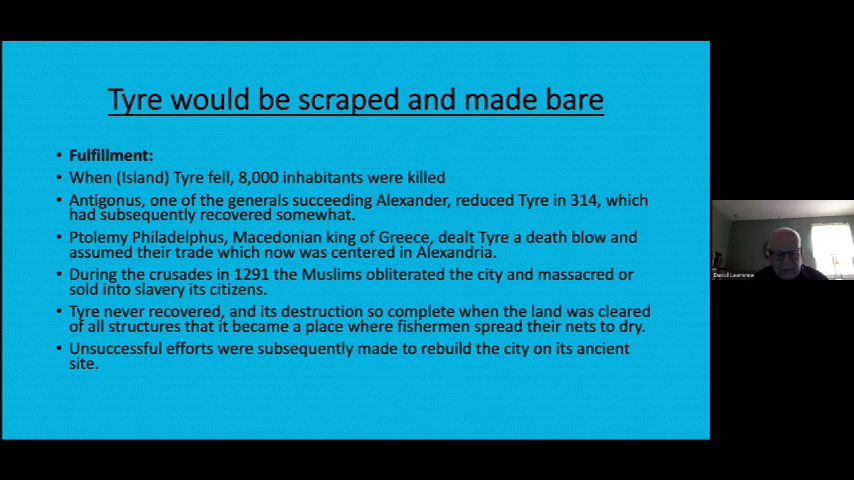 Tyre would be scraped and made bare
• Fulfillment:
• When (Island) Tyre fell, 8,000 inhabitants were killed
• Antigonus, one of the generals succeeding Alexander, reduced Tyre in 314, which
had subsequently recovered somewhat.
• Ptolemy Philadelphus, Macedonian king of Greece, dealt Tyre a death blow and
assumed their trade which now was centered in Alexandria.
• During the crusades in 1291 the Muslims obliterated the city and massacred or
sold into slavery its citizens.
• Tyre never recovered, and its destruction so complete when the land was cleared
of all structures that it became a place where fishermen spread their nets to dry.
• Unsuccessful efforts were subsequently made to rebuild the city on its ancient
site.
David Lawrence